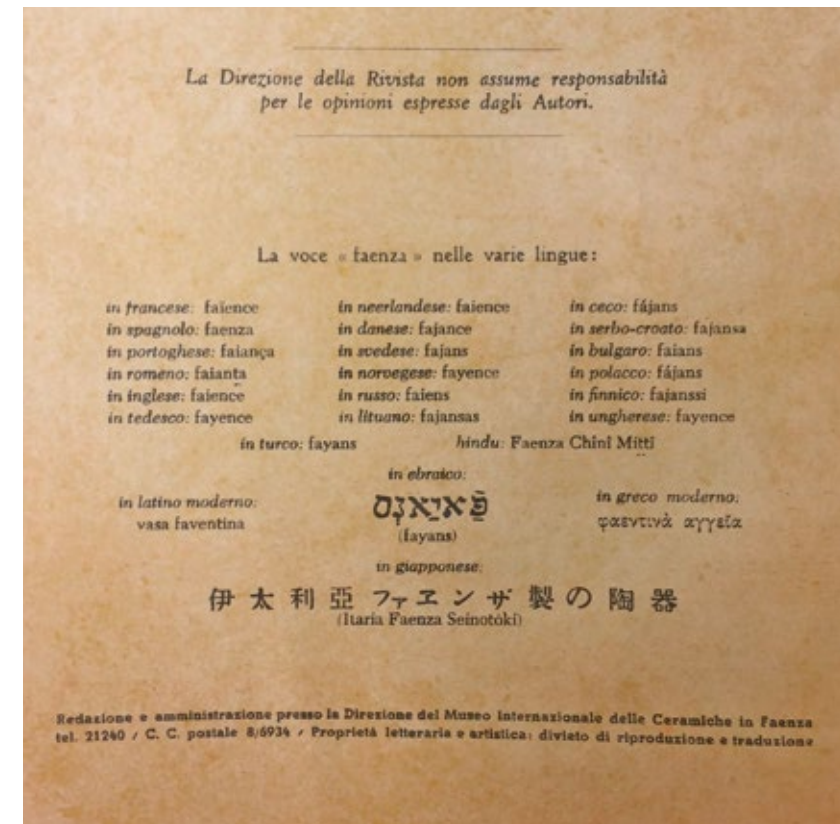 La Direzione della Rivista non assume responsabilità
per le opinioni espresse dagli Autori.
La voce « faenza » nelle varie lingue:
in francese: faïence
in spagnolo: faenza
in portoghese: faiança
in romeno: faianţa
in inglese: faience
in tedesco: fayence
in neerlandese: faience
in danese: fajance
in svedese: fajans
in norvegese: fayence
in russo: faiens
in lituano: fajansas
in ceco: fájans
in serbo-croato: fajansa
in bulgaro: faians
in polacco: fájans
in finnico: fajanssi
in ungherese: fayence
in turco: fayans
hindu: Faenza Chînî Miṭṭî
in latino moderno:
vasa faventina
in ebraico:
פַֿאיַאנְס
(fayans)
in greco moderno:
φαεντινὰ ἀγγεῖα
in giapponese:
伊太利亞ファヱンザ製の陶器
(Itaria Faenza Seinotóki)
Redazione e amministrazione presso la Direzione del Museo Internazionale delle Ceramiche in Faenza
tel. 21240 / C. C. postale 8/6934 / Proprietà letteraria e artistica: divieto di riproduzione e traduzione